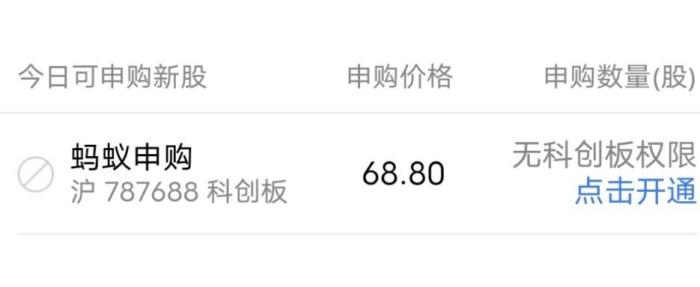 今日可申购新股 申购价格 申购数量(股)
蚂蚁申购 68.80 无科创板权限
沪 787688 科创板 点击开通